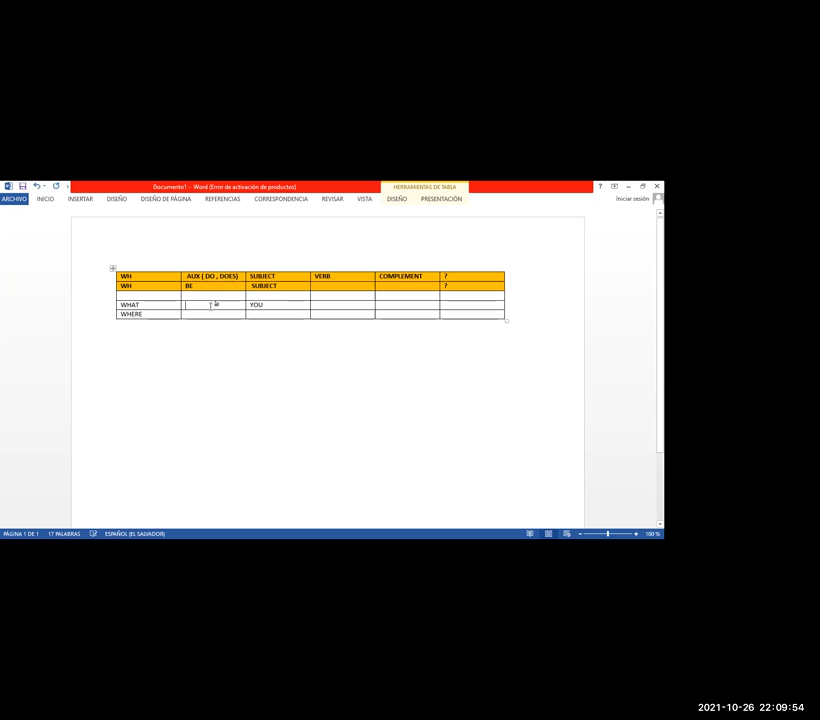 Documento1 - Word (Error de activación de productos)
HERRAMIENTAS DE TABLA
?
ARCHIVO INICIO INSERTAR DISEÑO DISEÑO DE PÁGINA REFERENCIAS CORRESPONDENCIA REVISAR VISTA DISEÑO PRESENTACIÓN Iniciar sesión
WH AUX ( DO , DOES) SUBJECT VERB COMPLEMENT ?
WH BE SUBJECT ?
WHAT YOU
WHERE
PÁGINA 1 DE 1 17 PALABRAS ESPAÑOL (EL SALVADOR) 100 %
2021-10-26 22:09:54